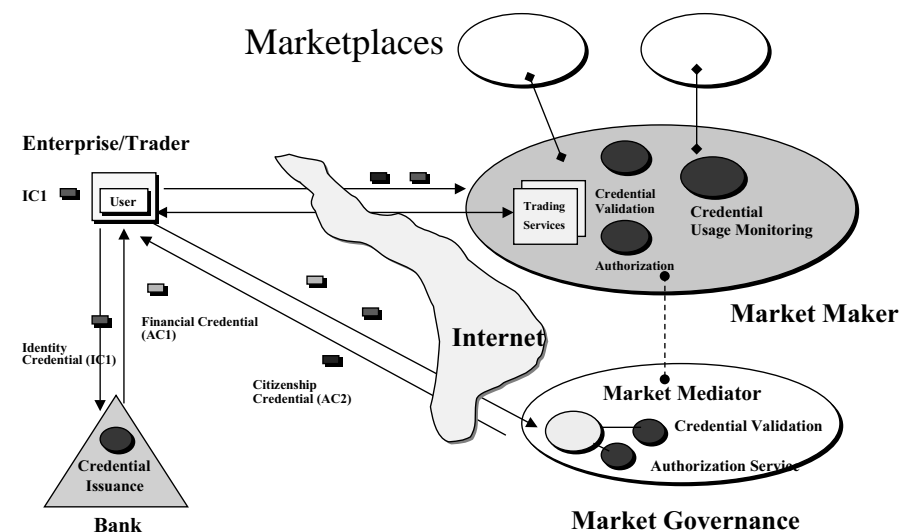 Marketplaces
Enterprise/Trader
IC1
User
Trading
Services
Credential
Validation
Credential
Usage Monitoring
Authorization
Market Maker
Financial Credential
(AC1)
Identity
Credential (IC1)
Internet
Citizenship
Credential (AC2)
Market Mediator
Credential Validation
Authorization Service
Credential
Issuance
Bank
Market Governance